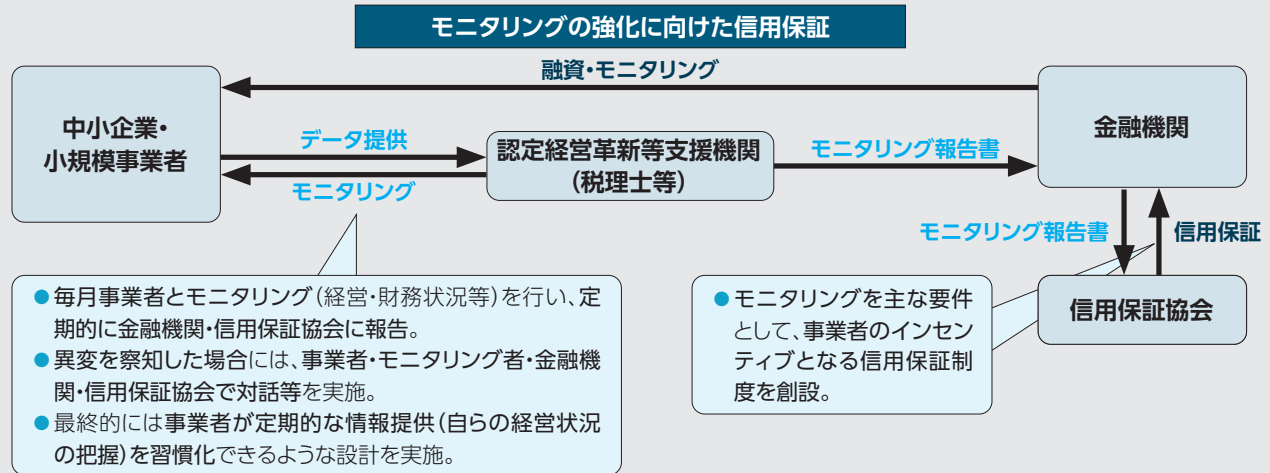 モニタリングの強化に向けた信用保証
融資・モニタリング
中小企業・
小規模事業者
データ提供
モニタリング
認定経営革新等支援機関
(税理士等)
モニタリング報告書
金融機関
モニタリング報告書
信用保証
信用保証協会
●毎月事業者とモニタリング(経営・財務状況等)を行い、定
期的に金融機関・信用保証協会に報告。
●異変を察知した場合には、事業者・モニタリング者・金融機
関・信用保証協会で対話等を実施。
●最終的には事業者が定期的な情報提供(自らの経営状況
の把握)を習慣化できるような設計を実施。
●モニタリングを主な要件
として、事業者のインセン
ティブとなる信用保証制
度を創設。